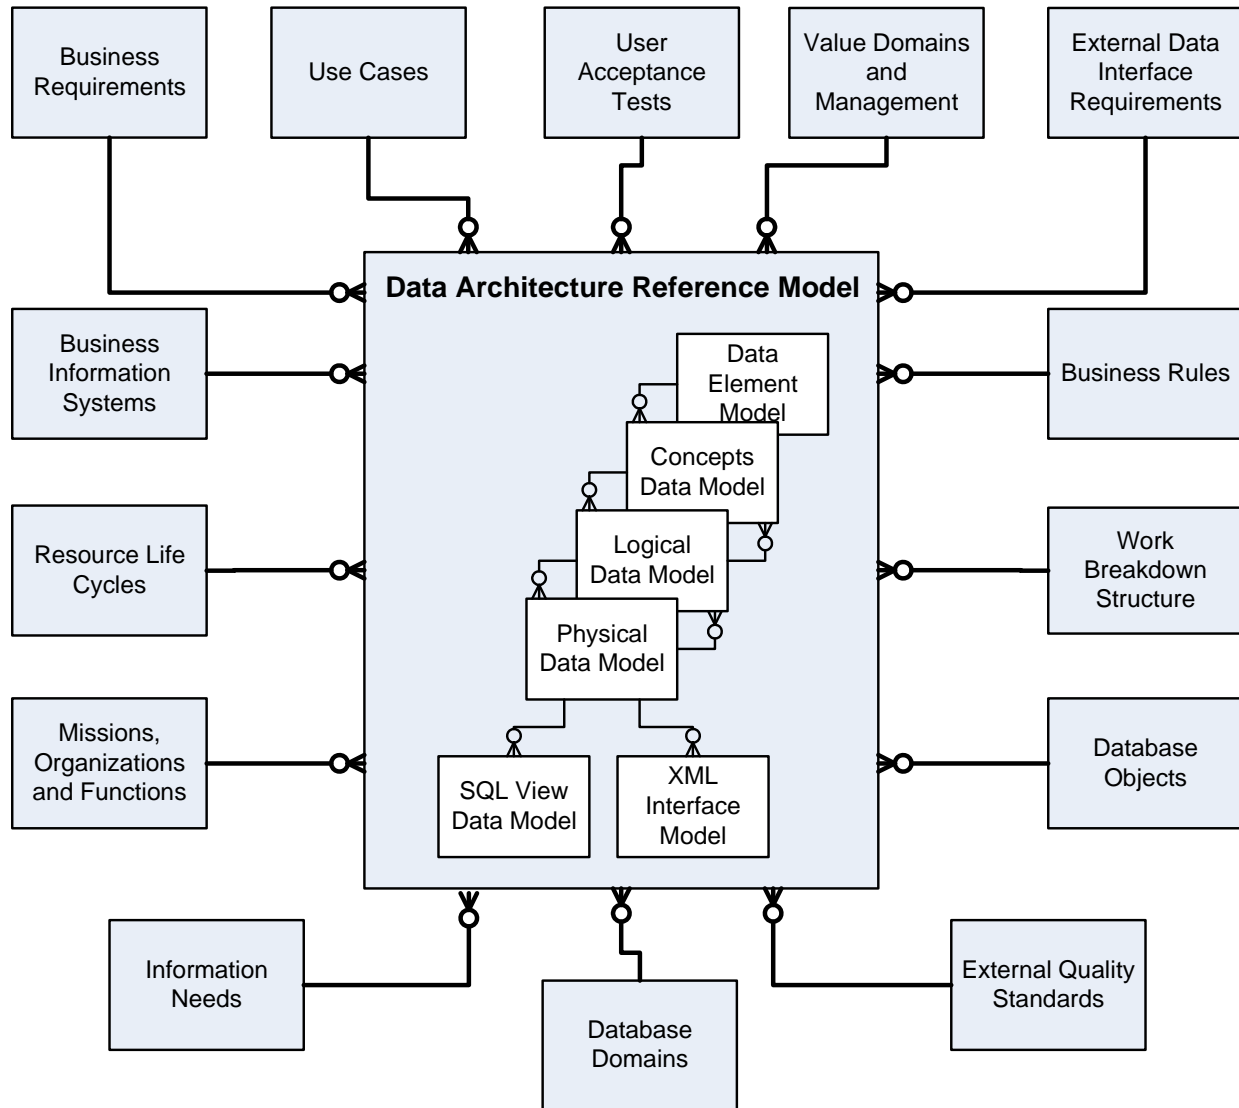 Business
Requirements
Use Cases
User
Acceptance
Tests
Value Domains
and
Management
External Data
Interface
Requirements
Data Architecture Reference Model
Business
Information
Systems
Data
Element
Model
Business Rules
Concepts
Data Model
Resource Life
Cycles
Logical
Data Model
Work
Breakdown
Structure
Physical
Data Model
Missions,
Organizations
and Functions
SQL View
Data Model
XML
Interface
Model
Database
Objects
Information
Needs
Database
Domains
External Quality
Standards